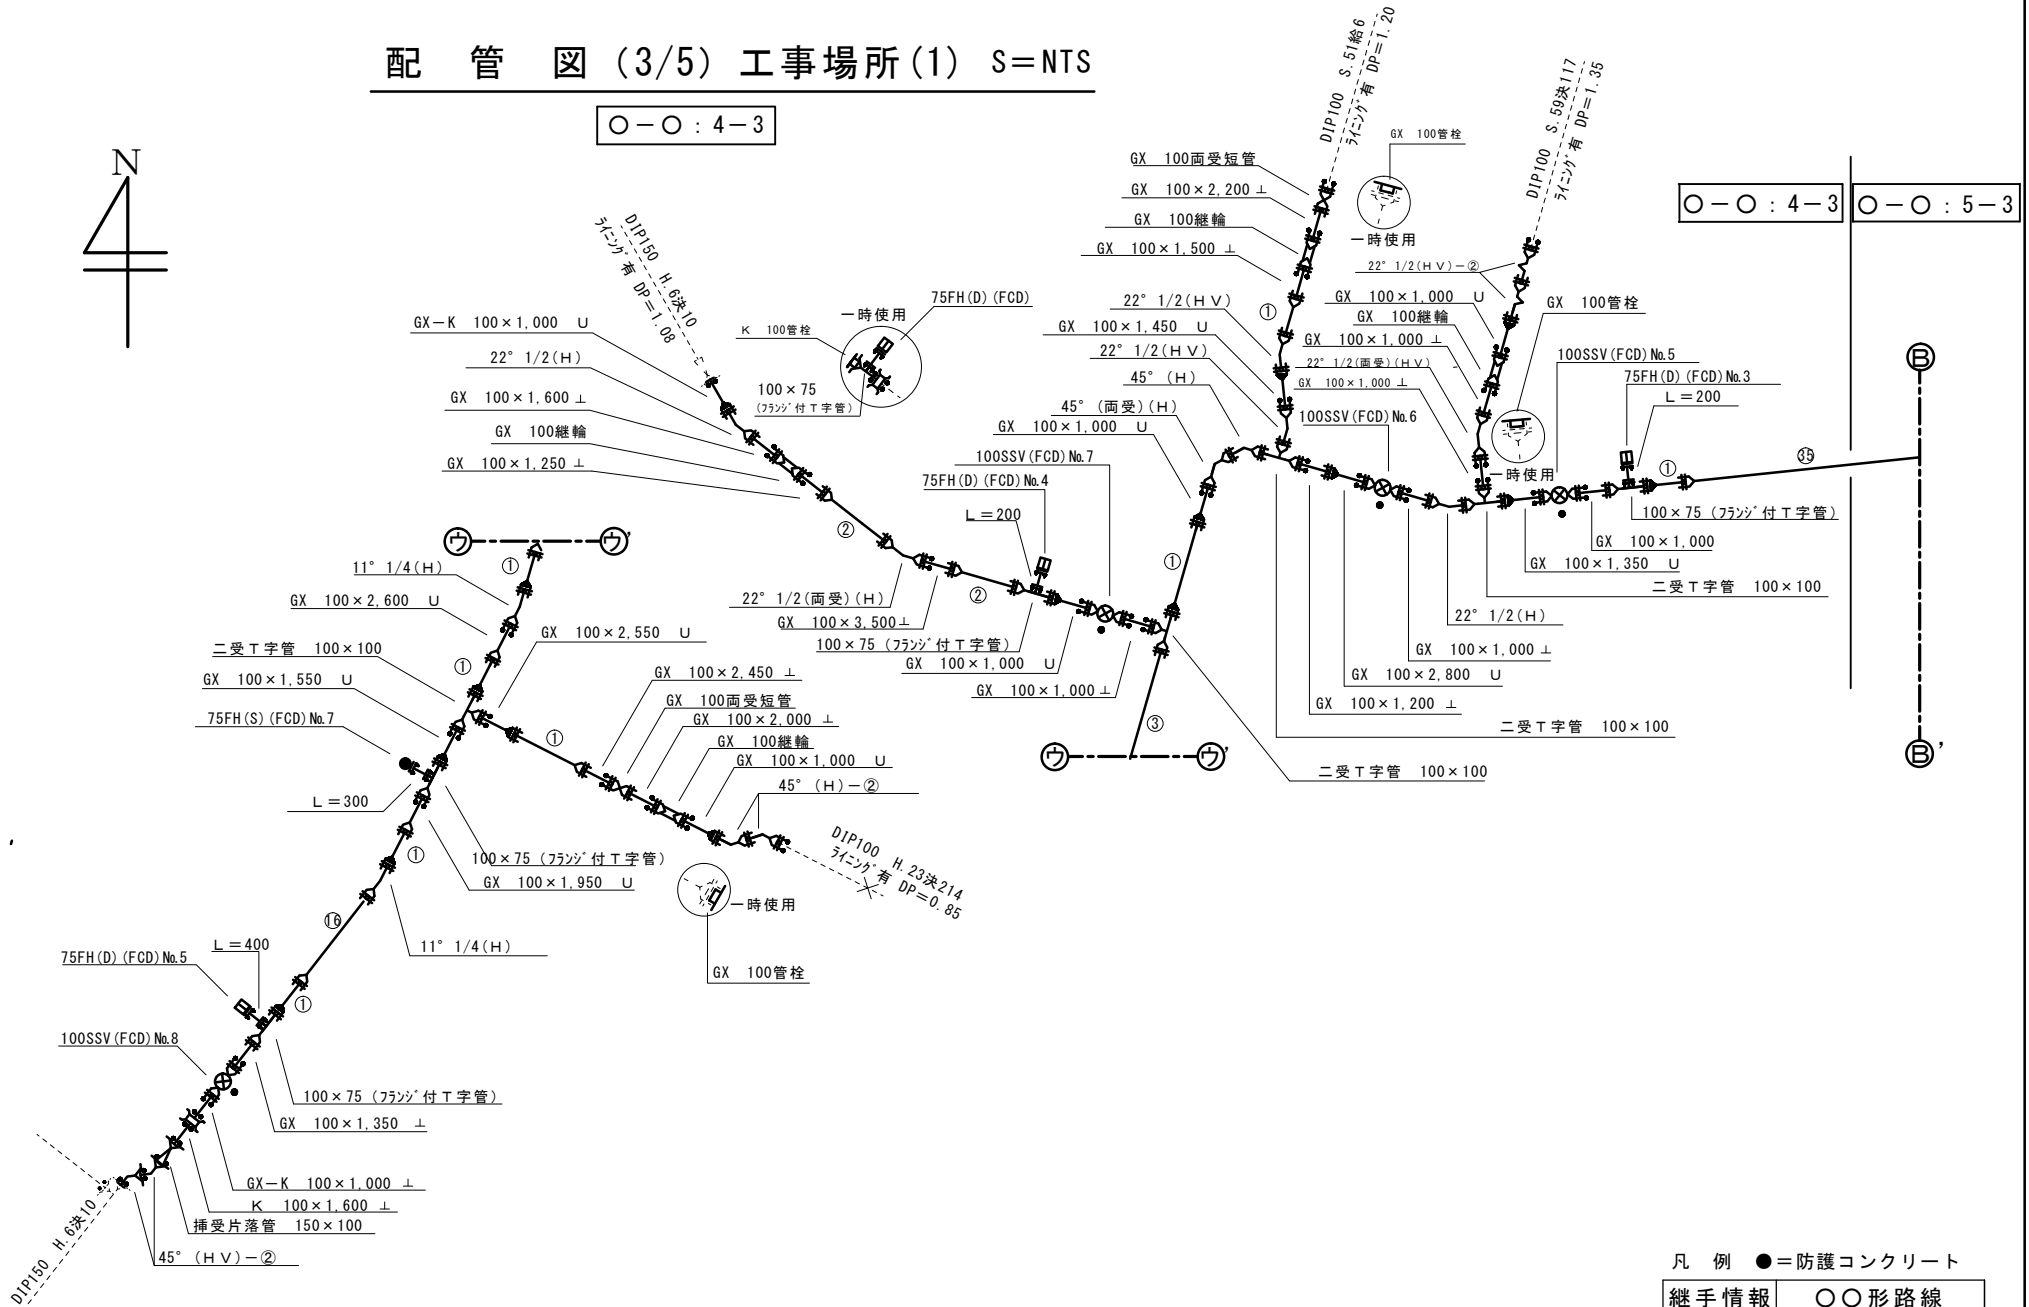 配 管 図 (3/5) 工事場所(1) S=NTS
○-○:4-3
N
○-○:4-3
○-○:5-3
DIP100 S.51給6
ﾗｲﾆﾝｸﾞ有 DP=1.20
DIP100 S.59決117
ﾗｲﾆﾝｸﾞ有 DP=1.35
GX 100管栓
一時使用
GX 100両受短管
GX 100×2,200 ⊥
GX 100継輪
GX 100×1,500 ⊥
①
22° 1/2(HV)
GX 100×1,450 U
22° 1/2(HV)
45° (H)
45° (両受)(H)
GX 100×1,000 U
22° 1/2(HV)-②
GX 100×1,000 U
GX 100継輪
GX 100×1,000 ⊥
22° 1/2(両受)(HV)
GX 100×1,000 ⊥
GX 100管栓
一時使用
100SSV(FCD)No.5
75FH(D)(FCD)No.3
L=200
100SSV(FCD)No.6
①
㉟
100×75 (ﾌﾗﾝｼﾞ付T字管)
GX 100×1,000
GX 100×1,350 U
二受T字管 100×100
22° 1/2(H)
GX 100×1,000 ⊥
GX 100×2,800 U
GX 100×1,200 ⊥
二受T字管 100×100
二受T字管 100×100
B
B'
DIP150 H.6決10
ﾗｲﾆﾝｸﾞ有 DP=1.08
GX-K 100×1,000 U
22° 1/2(H)
GX 100×1,600 ⊥
GX 100継輪
GX 100×1,250 ⊥
K 100管栓
一時使用
75FH(D)(FCD)
100×75
(ﾌﾗﾝｼﾞ付T字管)
100SSV(FCD)No.7
75FH(D)(FCD)No.4
L=200
②
②
①
22° 1/2(両受)(H)
GX 100×3,500⊥
100×75 (ﾌﾗﾝｼﾞ付T字管)
GX 100×1,000 U
GX 100×1,000 ⊥
③
ウ
ウ'
ウ
ウ'
①
11° 1/4(H)
GX 100×2,600 U
二受T字管 100×100
①
GX 100×1,550 U
75FH(S)(FCD)No.7
L=300
GX 100×2,550 U
GX 100×2,450 ⊥
GX 100両受短管
GX 100×2,000 ⊥
GX 100継輪
GX 100×1,000 U
45° (H)-②
①
DIP100 H.23決214
ﾗｲﾆﾝｸﾞ有 DP=0.85
一時使用
GX 100管栓
100×75 (ﾌﾗﾝｼﾞ付T字管)
GX 100×1,950 U
①
11° 1/4(H)
⑯
L=400
75FH(D)(FCD)No.5
①
100SSV(FCD)No.8
100×75 (ﾌﾗﾝｼﾞ付T字管)
GX 100×1,350 ⊥
GX-K 100×1,000 ⊥
K 100×1,600 ⊥
挿受片落管 150×100
45° (HV)-②
DIP150 H.6決10
凡 例 ●=防護コンクリート
継手情報 ○○形路線